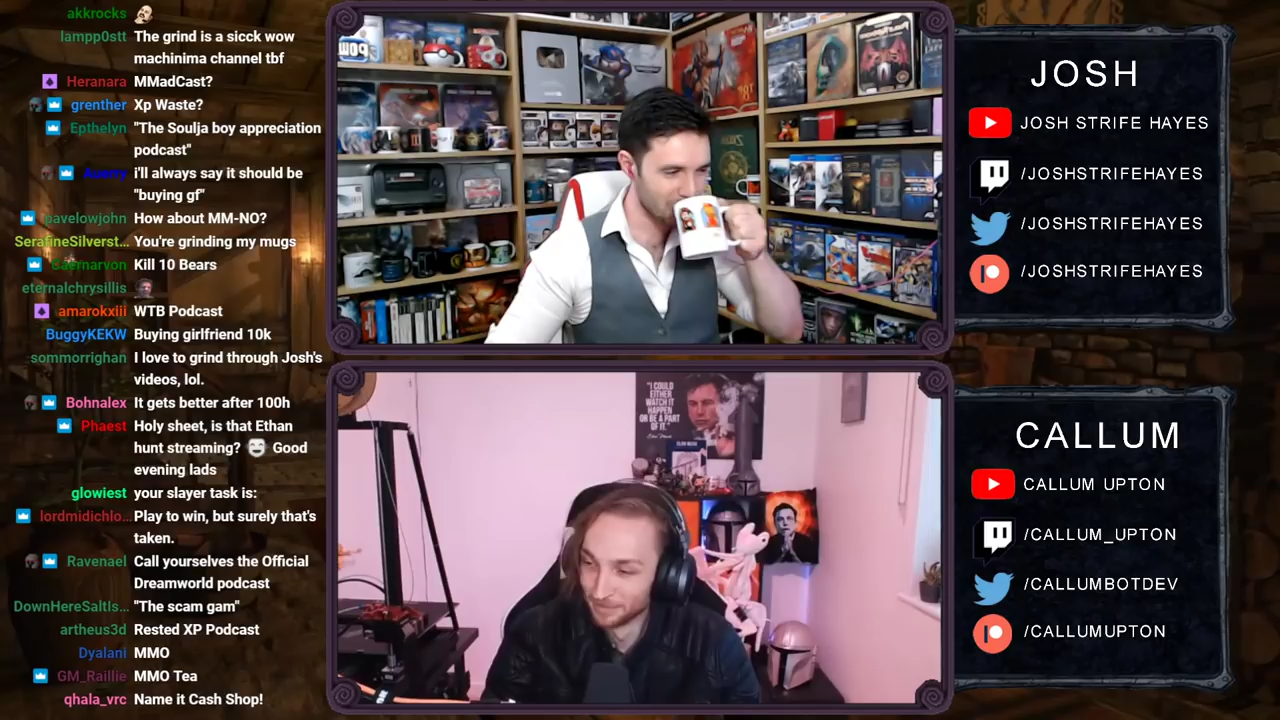 akkrocks
lampp0stt The grind is a sicck wow
machinima channel tbf
Heranara MMadCast?
grenther Xp Waste?
Epthelyn "The Soulja boy appreciation
podcast"
i'll always say it should be
"buying gf"
pavelowjohn How about MM-NO?
SerafineSilverst... You're grinding my mugs
Caernarvon Kill 10 Bears
eternalchrysillis
amarokxiii WTB Podcast
BuggyKEKW Buying girlfriend 10k
sommorrighan I love to grind through Josh's
videos, lol.
Bohnalex It gets better after 100h
Phaest Holy sheet, is that Ethan
hunt streaming? Good
evening lads
glowiest your slayer task is:
lordmidichlo... Play to win, but surely that's
taken.
Ravenael Call yourselves the Official
Dreamworld podcast
DownHereSaltIs... "The scam gam"
artheus3d Rested XP Podcast
Dyalani MMO
GM_Raillie MMO Tea
qhala_vrc Name it Cash Shop!
"I COULD
EITHER
WATCH IT
HAPPEN
OR BE A PART
OF IT."
JOSH
JOSH STRIFE HAYES
/JOSHSTRIFEHAYES
/JOSHSTRIFEHAYES
/JOSHSTRIFEHAYES
CALLUM
CALLUM UPTON
/CALLUM_UPTON
/CALLUMBOTDEV
/CALLUMUPTON